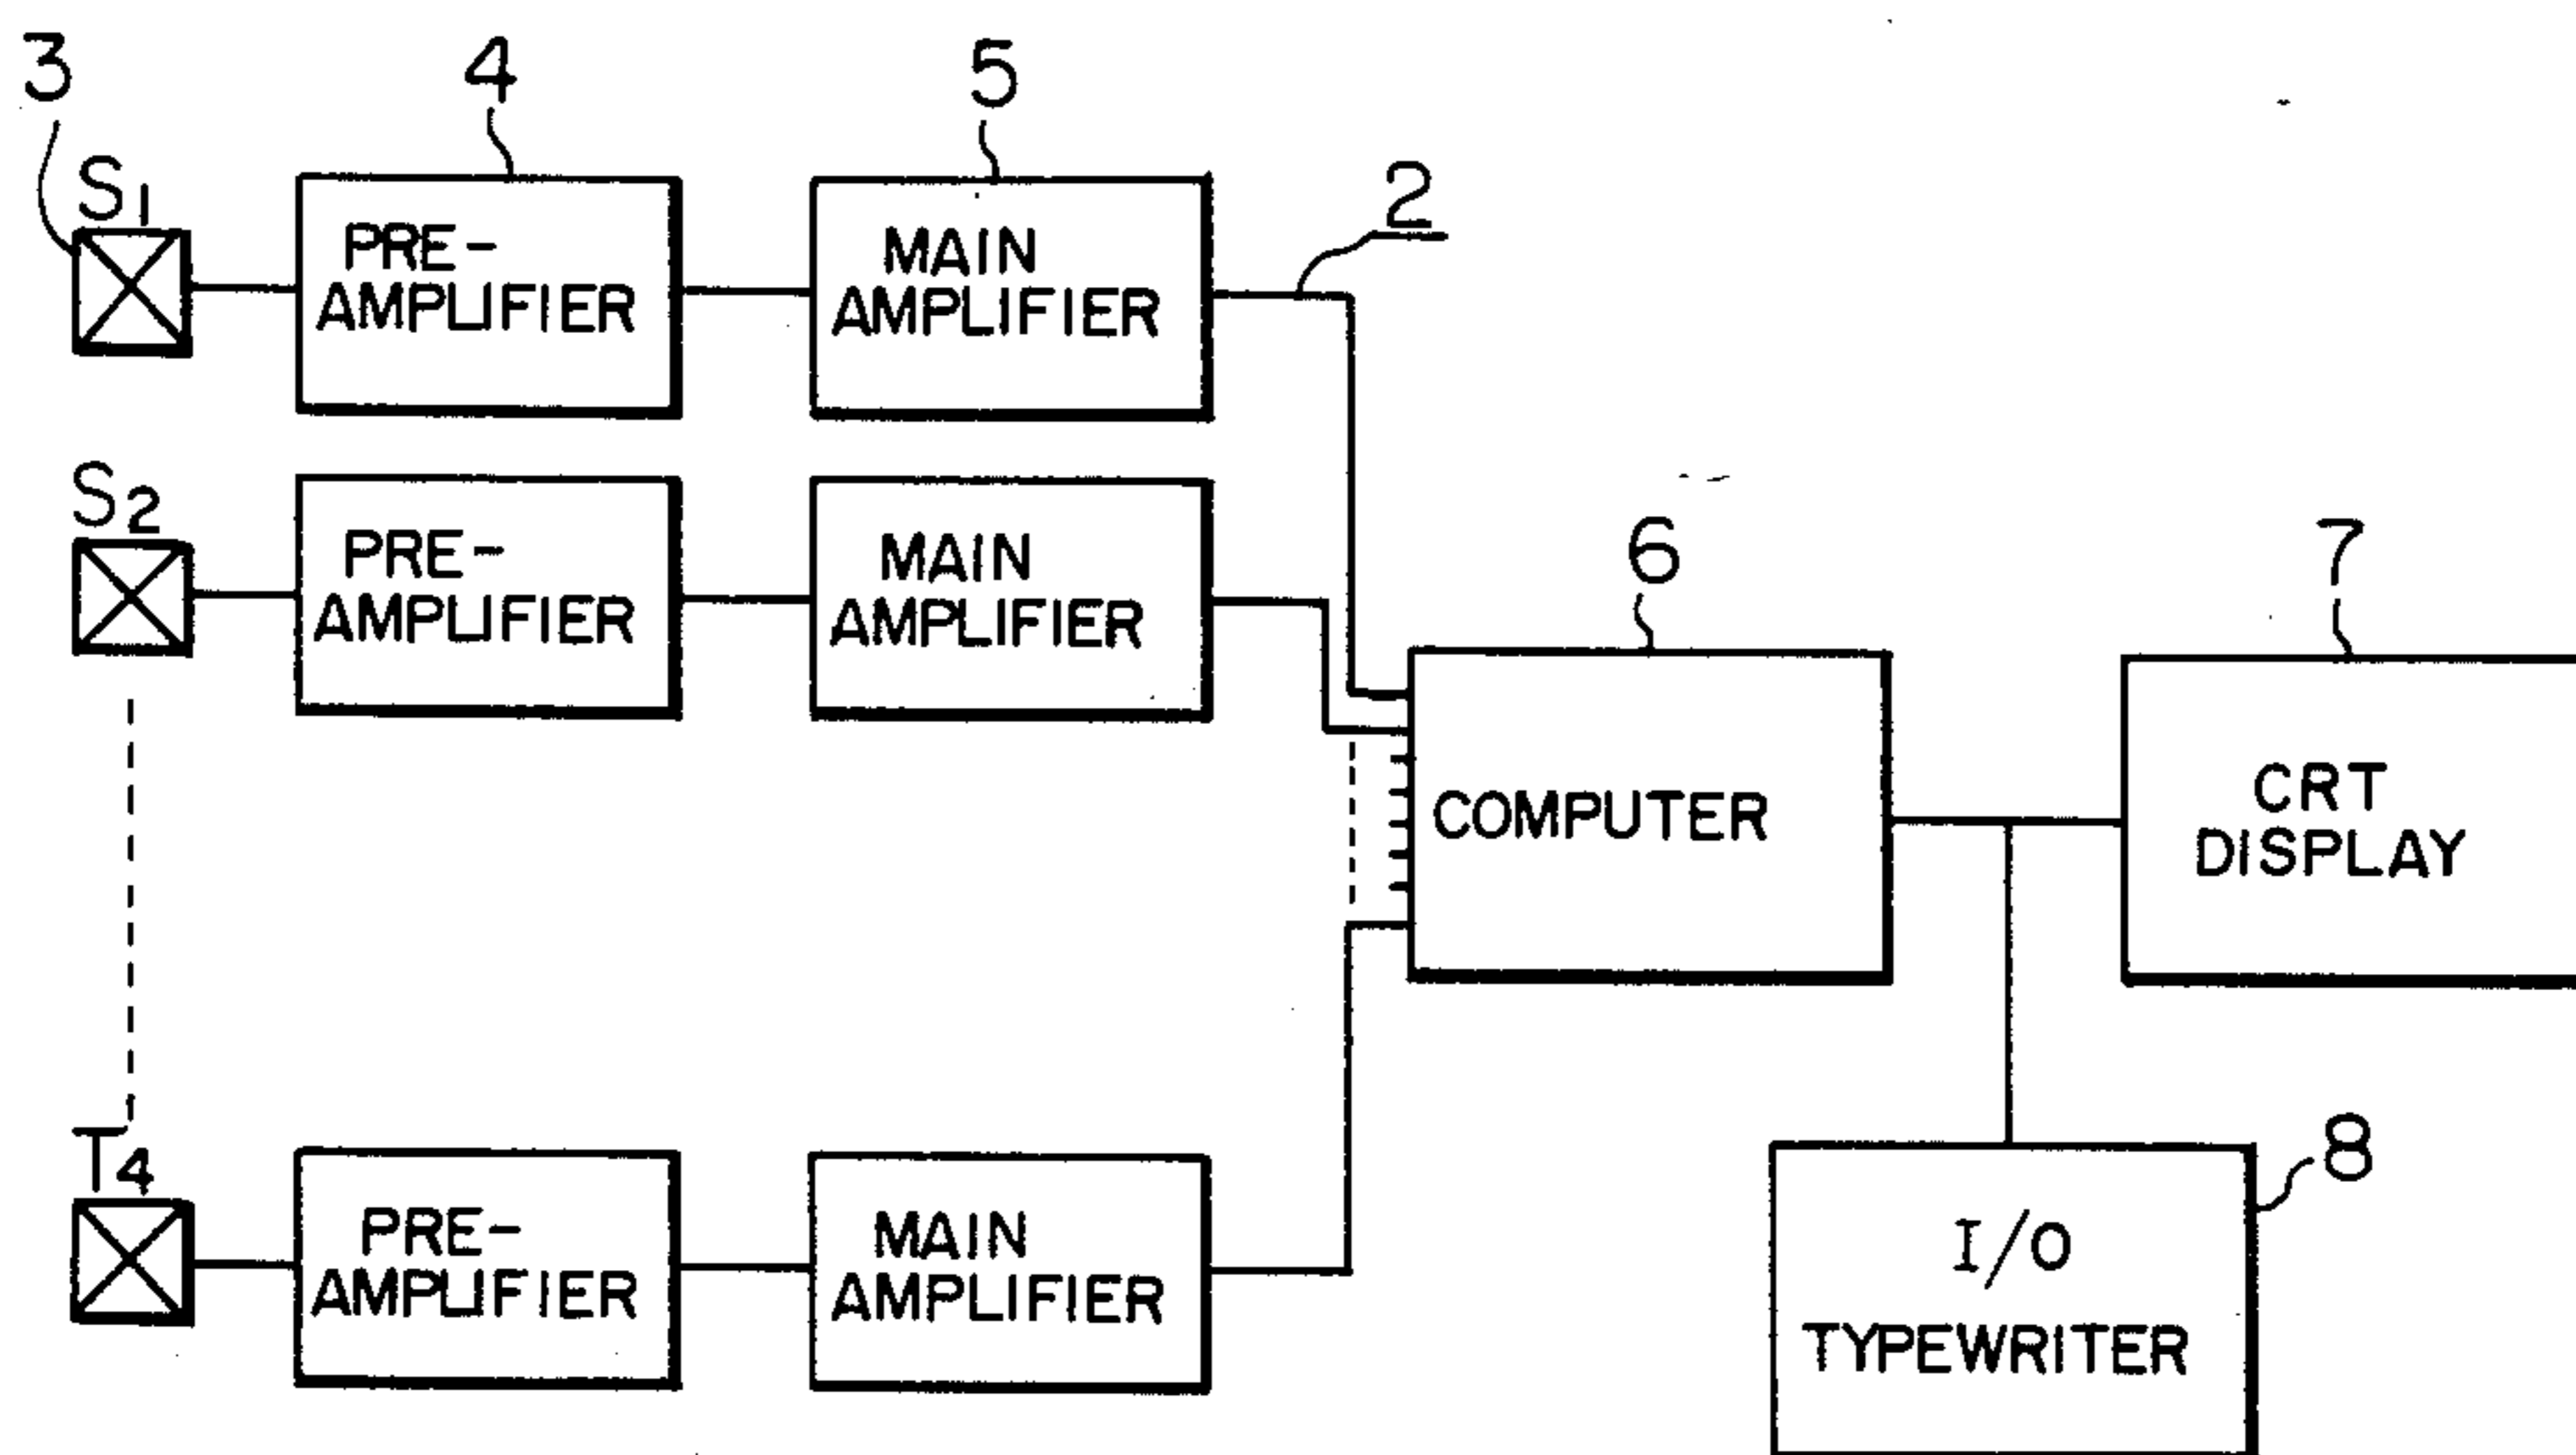 3
4
5
S1
2
PRE-
AMPLIFIER
MAIN
AMPLIFIER
S2
PRE-
AMPLIFIER
MAIN
AMPLIFIER
6
7
COMPUTER
CRT
DISPLAY
T4
PRE-
AMPLIFIER
MAIN
AMPLIFIER
8
I/O
TYPEWRITER